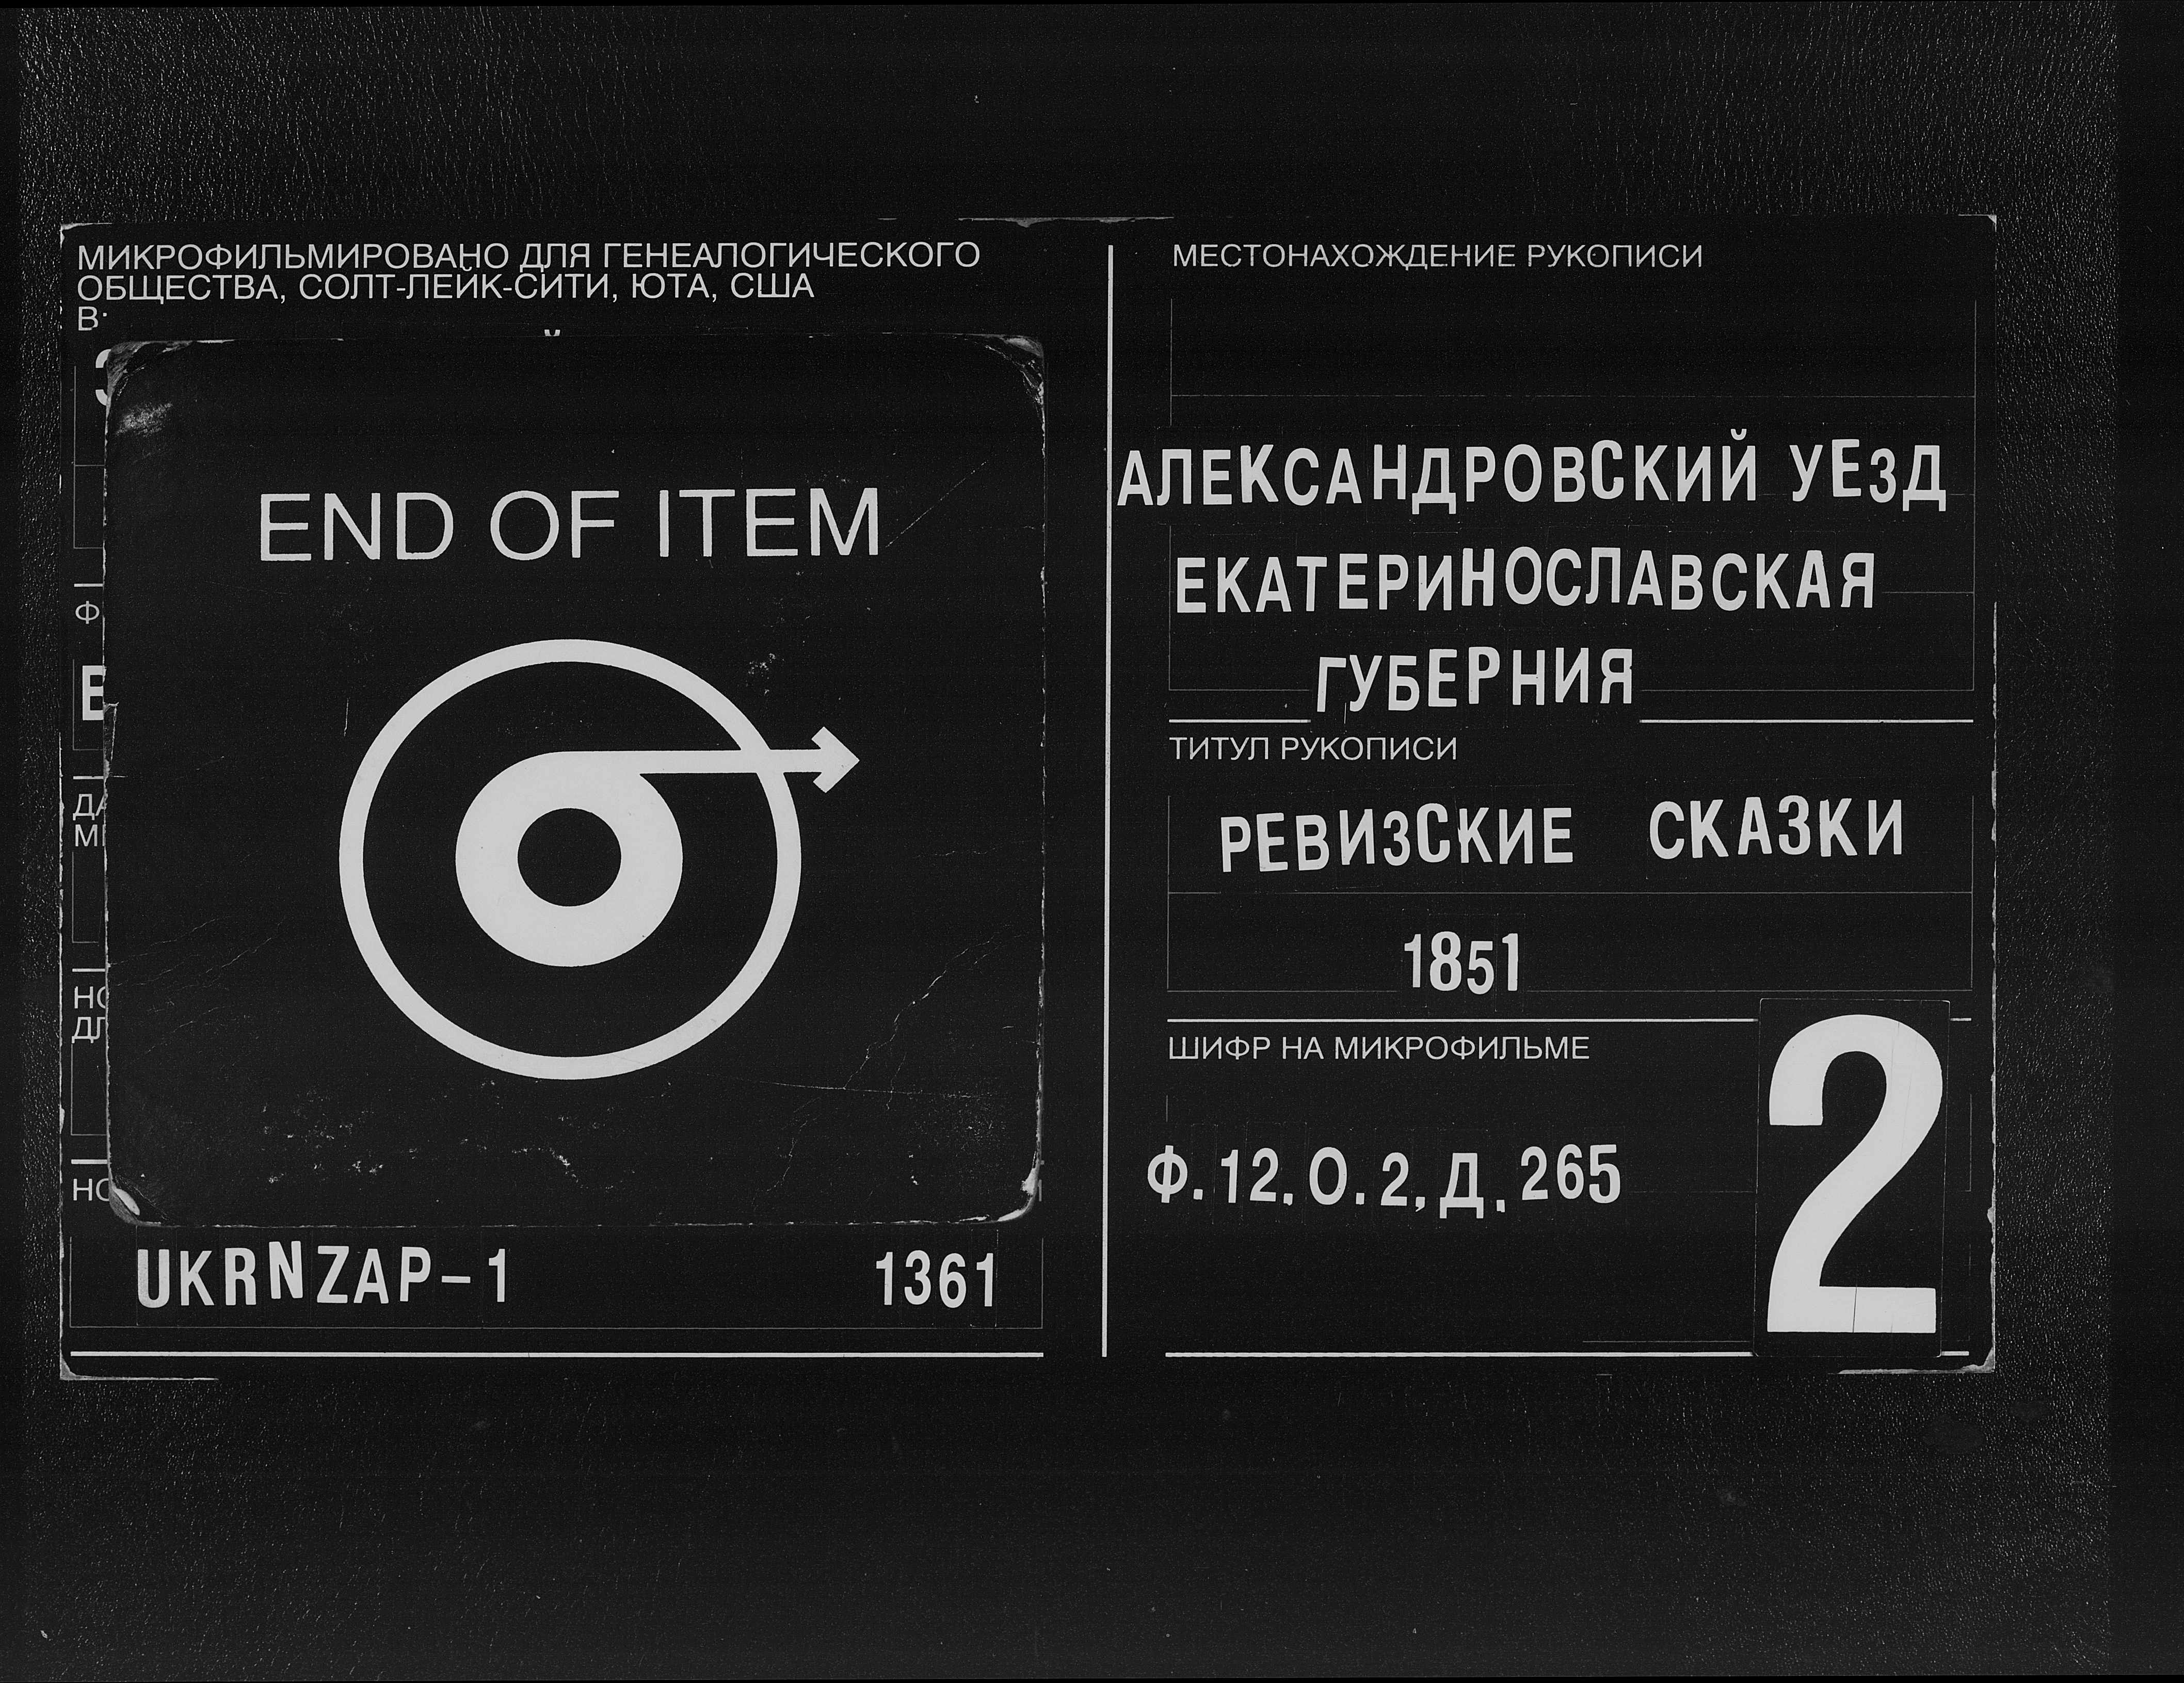 МИКРОФИЛЬМИРОВАНО ДЛЯ ГЕНЕАЛОГИЧЕСКОГО
ОБЩЕСТВА, СОЛТ-ЛЕЙК-СИТИ, ЮТА, США
В:
END OF ITEM
UKRNZAP-1 1361
МЕСТОНАХОЖДЕНИЕ РУКОПИСИ
АЛЕКСАНДРОВСКИЙ УЕЗД
ЕКАТЕРИНОСЛАВСКАЯ
ГУБЕРНИЯ
ТИТУЛ РУКОПИСИ
РЕВИЗСКИЕ СКАЗКИ
1851
ШИФР НА МИКРОФИЛЬМЕ
Ф.12.О.2,Д.265
2